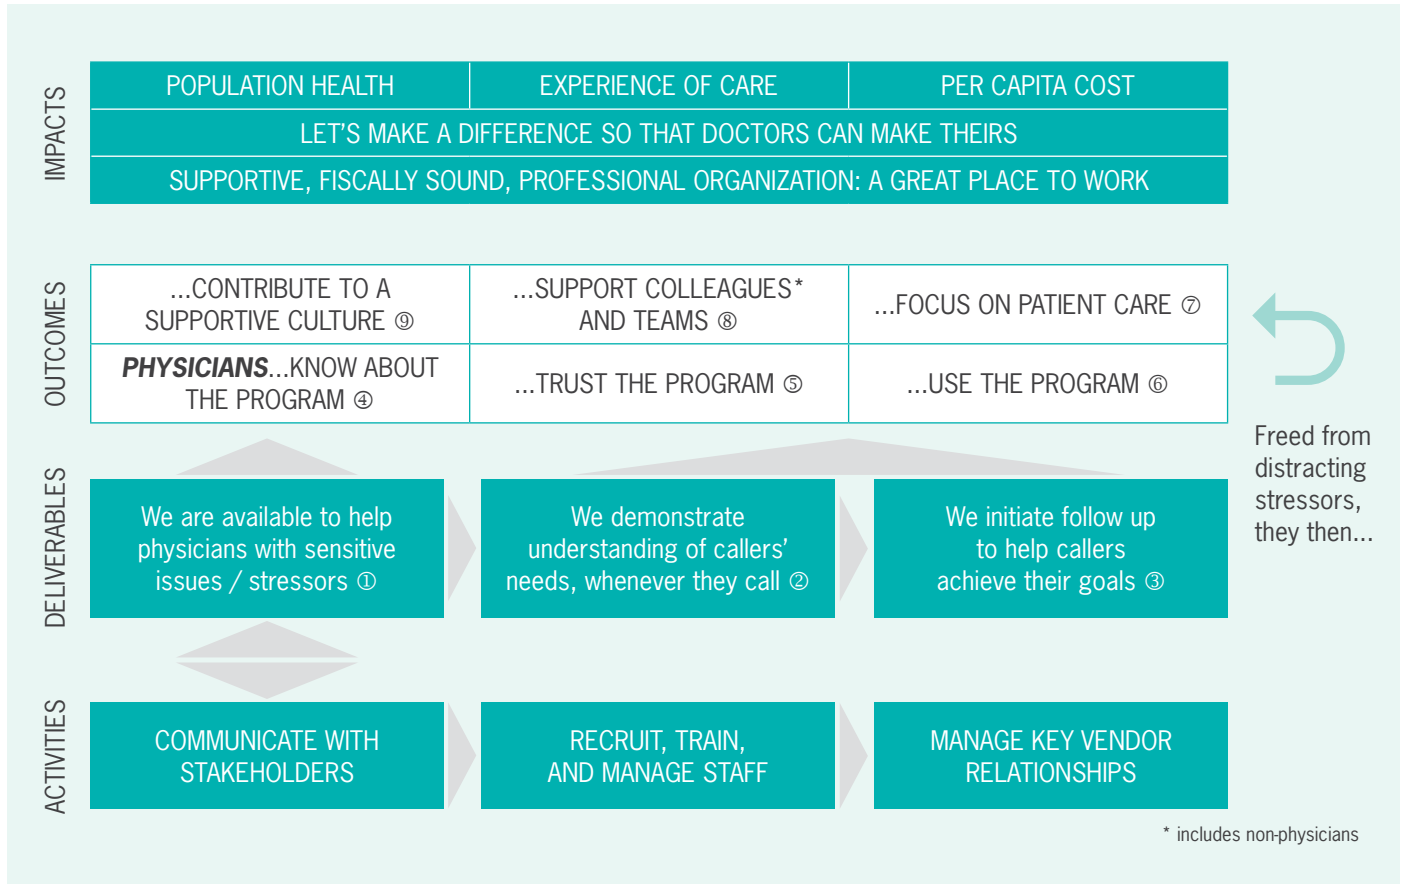 IMPACTS
POPULATION HEALTH
EXPERIENCE OF CARE
PER CAPITA COST
LET'S MAKE A DIFFERENCE SO THAT DOCTORS CAN MAKE THEIRS
SUPPORTIVE, FISCALLY SOUND, PROFESSIONAL ORGANIZATION: A GREAT PLACE TO WORK
OUTCOMES
...CONTRIBUTE TO A
SUPPORTIVE CULTURE ⑨
...SUPPORT COLLEAGUES*
AND TEAMS ⑧
...FOCUS ON PATIENT CARE ⑦
PHYSICIANS...KNOW ABOUT
THE PROGRAM ④
...TRUST THE PROGRAM ⑤
...USE THE PROGRAM ⑥
Freed from
distracting
stressors,
they then...
DELIVERABLES
We are available to help
physicians with sensitive
issues / stressors ①
We demonstrate
understanding of callers'
needs, whenever they call ②
We initiate follow up
to help callers
achieve their goals ③
ACTIVITIES
COMMUNICATE WITH
STAKEHOLDERS
RECRUIT, TRAIN,
AND MANAGE STAFF
MANAGE KEY VENDOR
RELATIONSHIPS
* includes non-physicians